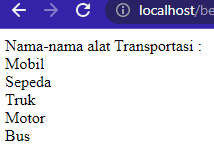 localhost/be
Nama-nama alat Transportasi :
Mobil
Sepeda
Truk
Motor
Bus